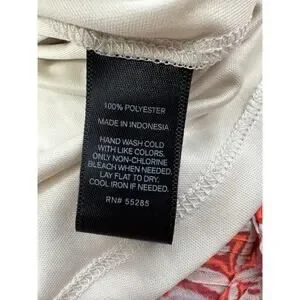 100% POLYESTER
MADE IN INDONESIA
HAND WASH COLD
WITH LIKE COLORS.
ONLY NON-CHLORINE
BLEACH WHEN NEEDED.
LAY FLAT TO DRY.
COOL IRON IF NEEDED.
RN# 55285